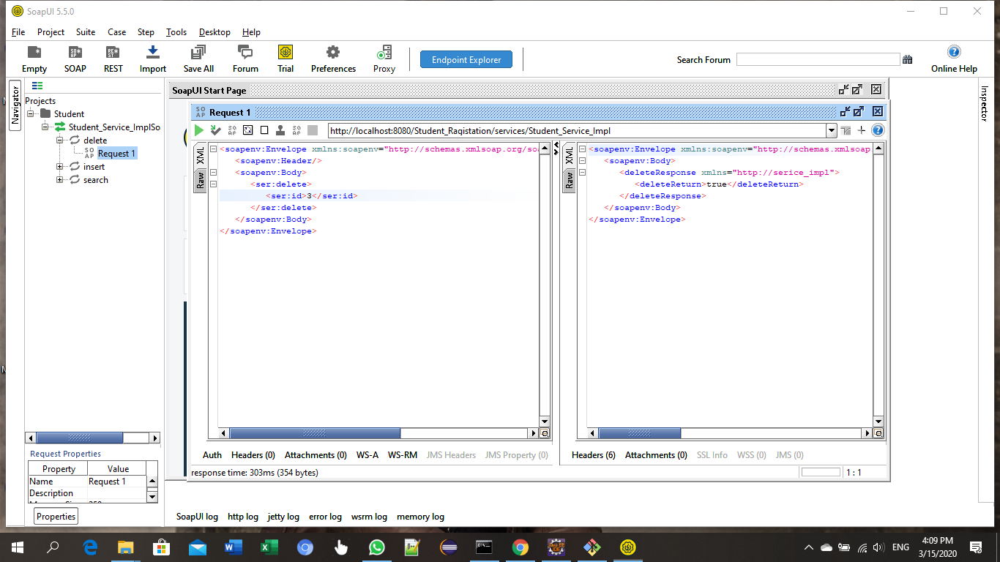 SoapUI 5.5.0
File Project Suite Case Step Tools Desktop Help
Empty SOAP REST Import Save All Forum Trial Preferences Proxy Endpoint Explorer Search Forum Online Help
Navigator
Projects
Student
Student_Service_ImplSo
delete
SO AP Request 1
insert
search
SoapUI Start Page
SO AP Request 1
http://localhost:8080/Student_Raqistation/services/Student_Service_Impl
XML
Raw
<soapenv:Envelope xmlns:soapenv="http://schemas.xmlsoap.org/soa
<soapenv:Header/>
<soapenv:Body>
<ser:delete>
<ser:id>3</ser:id>
</ser:delete>
</soapenv:Body>
</soapenv:Envelope>
XML
Raw
<soapenv:Envelope xmlns:soapenv="http://schemas.xmlsoap
<soapenv:Body>
<deleteResponse xmlns="http://serice_impl">
<deleteReturn>true</deleteReturn>
</deleteResponse>
</soapenv:Body>
</soapenv:Envelope>
Inspector
Auth Headers (0) Attachments (0) WS-A WS-RM JMS Headers JMS Property (0)
Headers (6) Attachments (0) SSL Info WSS (0) JMS (0)
response time: 303ms (354 bytes)
1 : 1
Request Properties
Property Value
Name Request 1
Description
Properties
SoapUI log http log jetty log error log wsrm log memory log
ENG
4:09 PM
3/15/2020